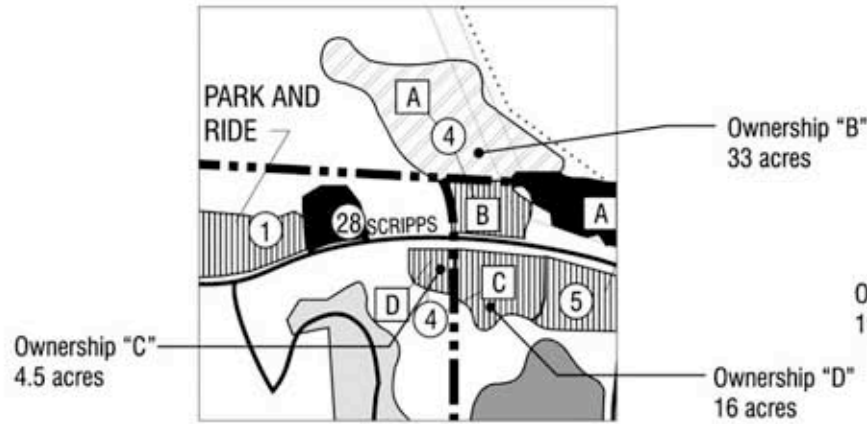 PARK AND
RIDE
A
4
Ownership “B”
33 acres
1
28
SCRIPPS
B
A
D
4
C
5
O
1
Ownership “C”
4.5 acres
Ownership “D”
16 acres